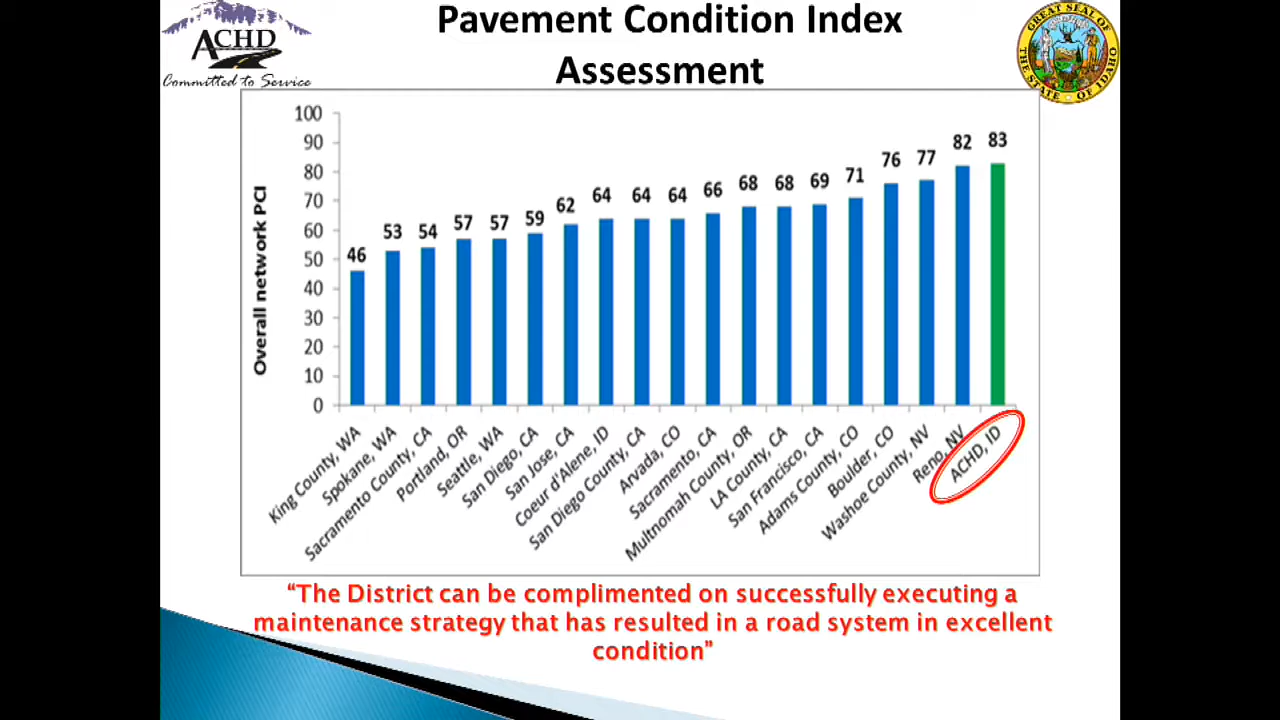 ACHD
Committed to Service
Pavement Condition Index
Assessment
GREAT SEAL OF
THE STATE OF IDAHO
Overall network PCI
100
90
80
70
60
50
40
30
20
10
0
46
53
54
57
57
59
62
64
64
64
66
68
68
69
71
76
77
82
83
King County, WA
Spokane, WA
Sacramento County, CA
Portland, OR
Seattle, WA
San Diego, CA
San Jose, CA
Coeur d'Alene, ID
San Diego County, CA
Arvada, CO
Sacramento, CA
Multnomah County, OR
LA County, CA
San Francisco, CA
Adams County, CO
Boulder, CO
Washoe County, NV
Reno, NV
ACHD, ID
“The District can be complimented on successfully executing a
maintenance strategy that has resulted in a road system in excellent
condition”